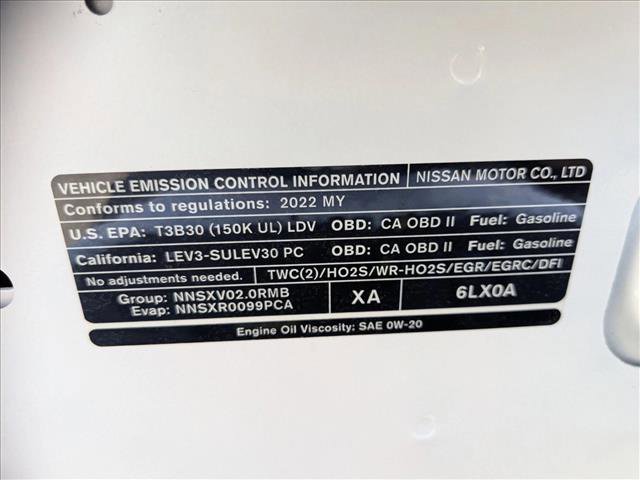 VEHICLE EMISSION CONTROL INFORMATION NISSAN MOTOR CO., LTD
Conforms to regulations: 2022 MY
U.S. EPA: T3B30 (150K UL) LDV OBD: CA OBD II Fuel: Gasoline
California: LEV3-SULEV30 PC OBD: CA OBD II Fuel: Gasoline
No adjustments needed. TWC(2)/HO2S/WR-HO2S/EGR/EGRC/DFI
Group: NNSXV02.0RMB XA 6LX0A
Evap: NNSXR0099PCA
Engine Oil Viscosity: SAE 0W-20